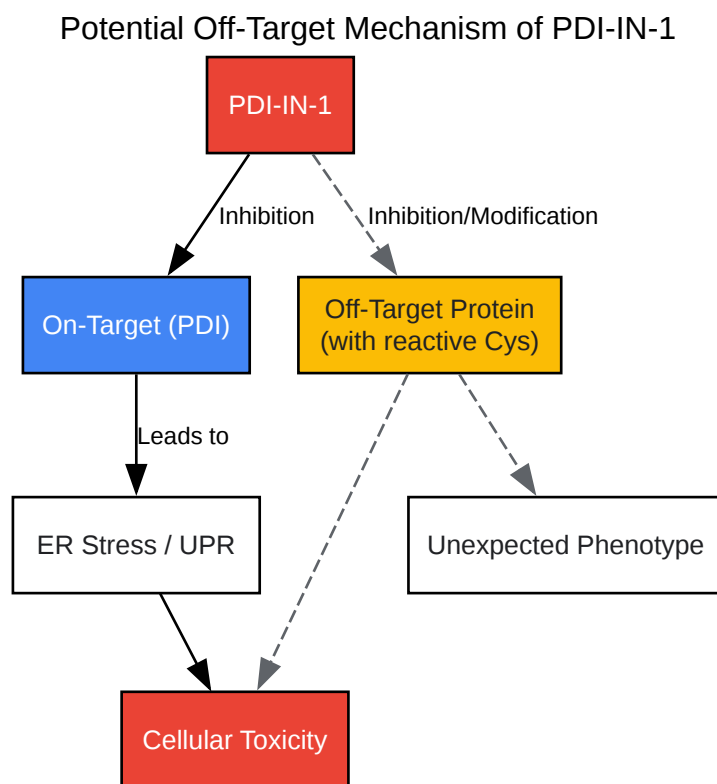 Potential Off-Target Mechanism of PDI-IN-1
PDI-IN-1
Inhibition
Inhibition/Modification
On-Target (PDI)
Off-Target Protein
(with reactive Cys)
Leads to
ER Stress / UPR
Unexpected Phenotype
Cellular Toxicity